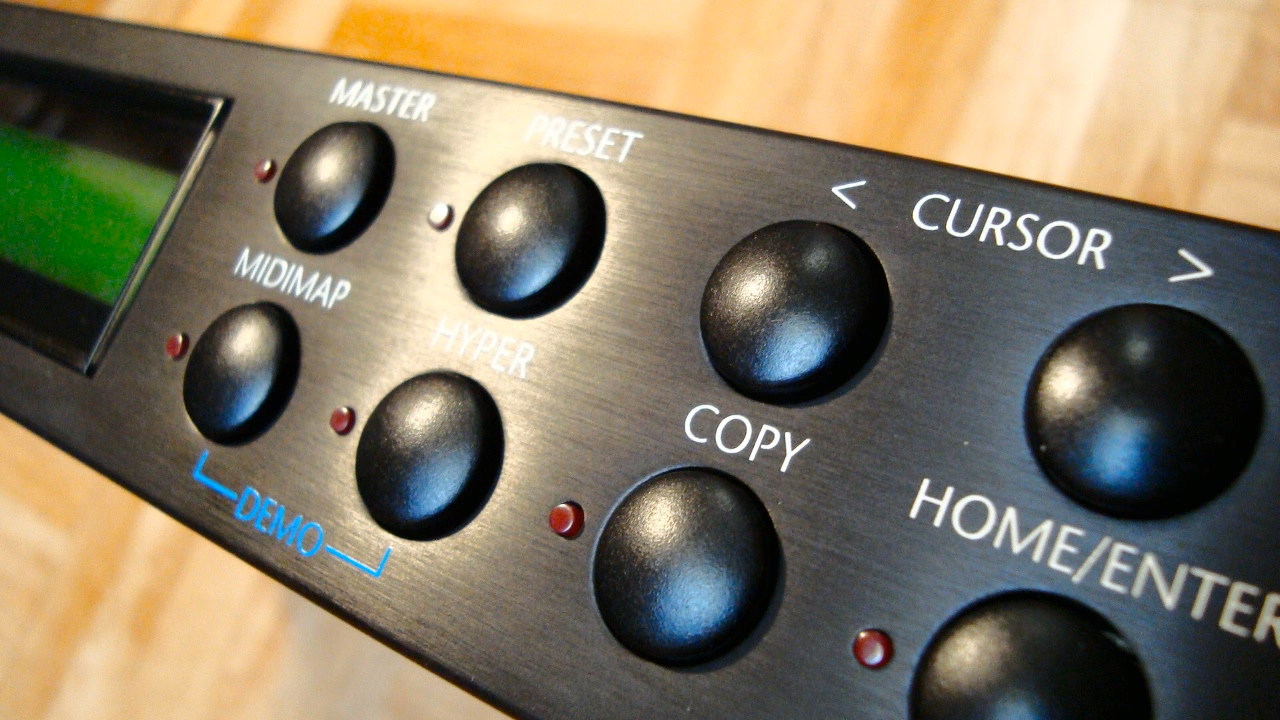 MASTER
PRESET
< CURSOR >
MIDIMAP
HYPER
COPY
HOME/ENTER
DEMO